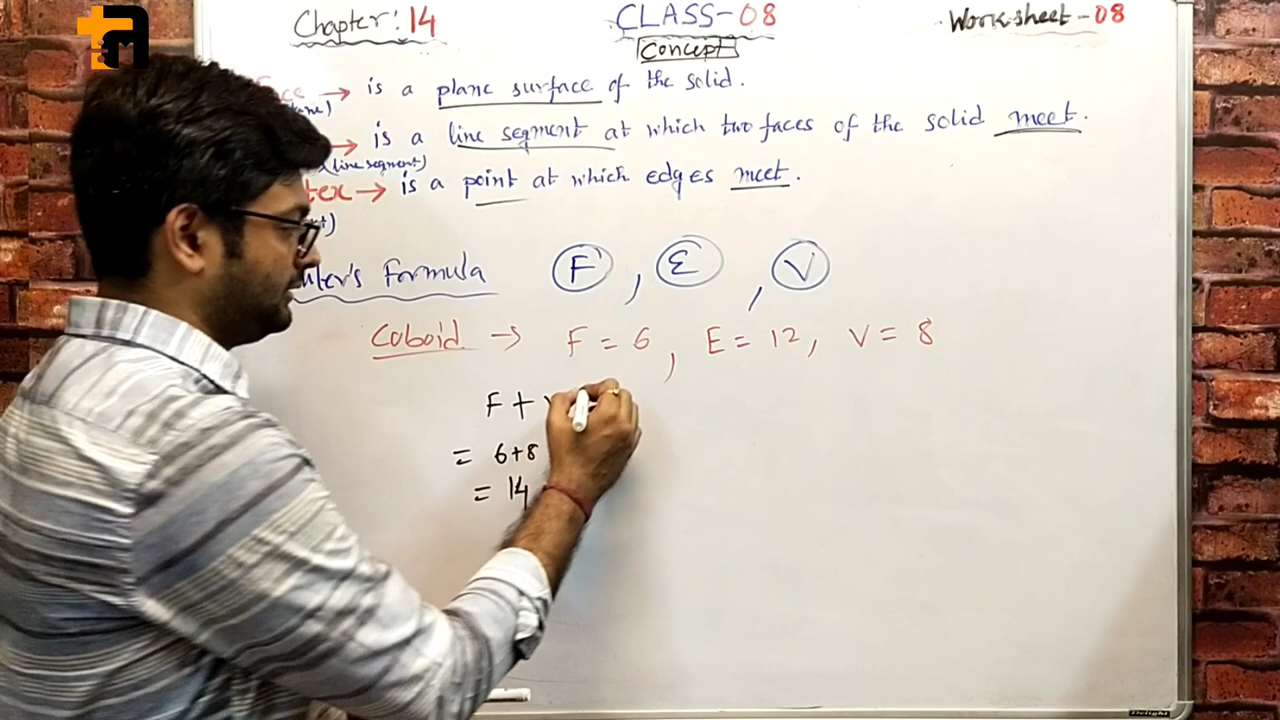 Chapter: 14 CLASS-08 Worksheet-08
Concept
is a plane surface of the solid.
is a line segment at which two faces of the solid meet.
(line segment)
is a point at which edges meet.
Formula F , E , V
Coboid → F = 6 , E = 12, V = 8
F +
= 6+8
= 14